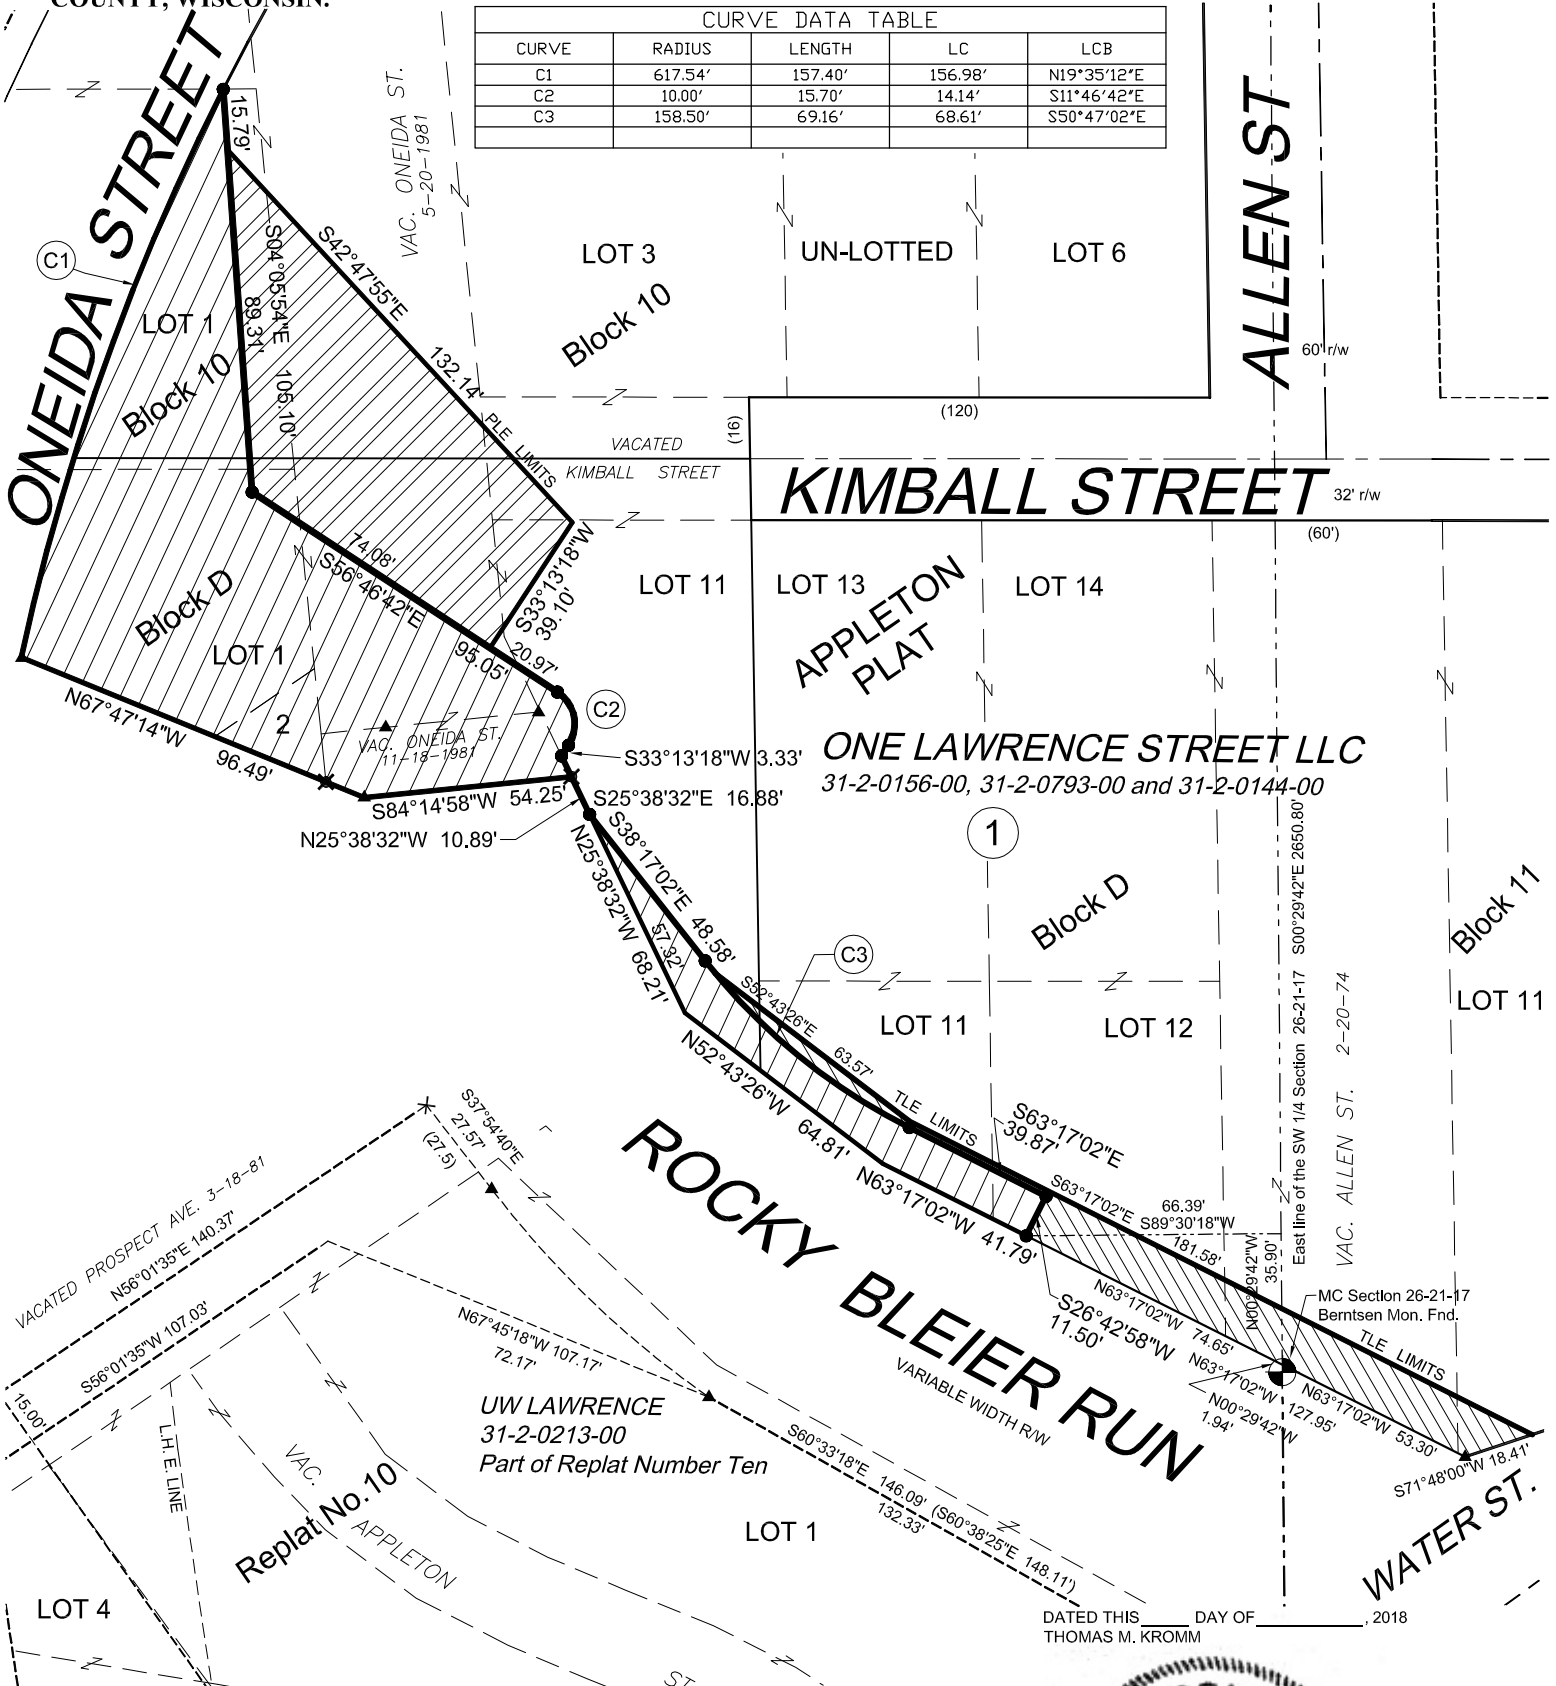 COUNTY, WISCONSIN.
CURVE DATA TABLE
CURVE RADIUS LENGTH LC LCB
C1 617.54' 157.40' 156.98' N19°35'12"E
C2 10.00' 15.70' 14.14' S11°46'42"E
C3 158.50' 69.16' 68.61' S50°47'02"E
ONEIDA STREET
15.79'
VAC. ONEIDA ST.
5-20-1981
ALLEN ST
60' r/w
C1
LOT 1
Block 10
S04°05'54"E 105.10'
89.31'
S42°47'55"E 132.14'
PLE LIMITS
LOT 3
UN-LOTTED
LOT 6
Block 10
(16)
(120)
VACATED
KIMBALL STREET
KIMBALL STREET
32' r/w
(60')
74.08'
S56°46'42"E
95.05'
20.97'
S33°13'18"W
39.10'
Block D
LOT 1
2
N67°47'14"W
96.49'
VAC. ONEIDA ST.
11-18-1981
C2
LOT 11
LOT 13
LOT 14
APPLETON
PLAT
S33°13'18"W 3.33'
S84°14'58"W 54.25'
S25°38'32"E 16.88'
N25°38'32"W 10.89'
ONE LAWRENCE STREET LLC
31-2-0156-00, 31-2-0793-00 and 31-2-0144-00
1
S38°17'02"E 48.58'
57.32'
N25°38'32"W 68.21'
C3
Block D
Block 11
S52°43'26"E 63.57'
LOT 11
LOT 12
LOT 11
East line of the SW 1/4 Section 26-21-17 S00°29'42"E 2650.80'
VAC. ALLEN ST. 2-20-74
N52°43'26"W 64.81'
TLE LIMITS
S63°17'02"E
39.87'
N63°17'02"W 41.79'
S63°17'02"E 181.58'
66.39'
S89°30'18"W
N00°29'42"W
35.90'
S26°42'58"W
11.50'
N63°17'02"W 74.65'
MC Section 26-21-17
Berntsen Mon. Fnd.
TLE LIMITS
N63°17'02"W 127.95'
N00°29'42"W
1.94'
N63°17'02"W 53.30'
S71°48'00"W 18.41'
WATER ST.
ROCKY BLEIER RUN
VARIABLE WIDTH R/W
S37°54'40"E
27.57'
(27.5)
VACATED PROSPECT AVE. 3-18-81
N56°01'35"E 140.37'
S56°01'35"W 107.03'
15.00'
N67°45'18"W 107.17'
72.17'
UW LAWRENCE
31-2-0213-00
Part of Replat Number Ten
S60°33'18"E 146.09' (S60°38'25"E 148.11')
132.33'
L.H.E. LINE
VAC. APPLETON
ST
Replat No.10
LOT 4
LOT 1
DATED THIS DAY OF , 2018
THOMAS M. KROMM